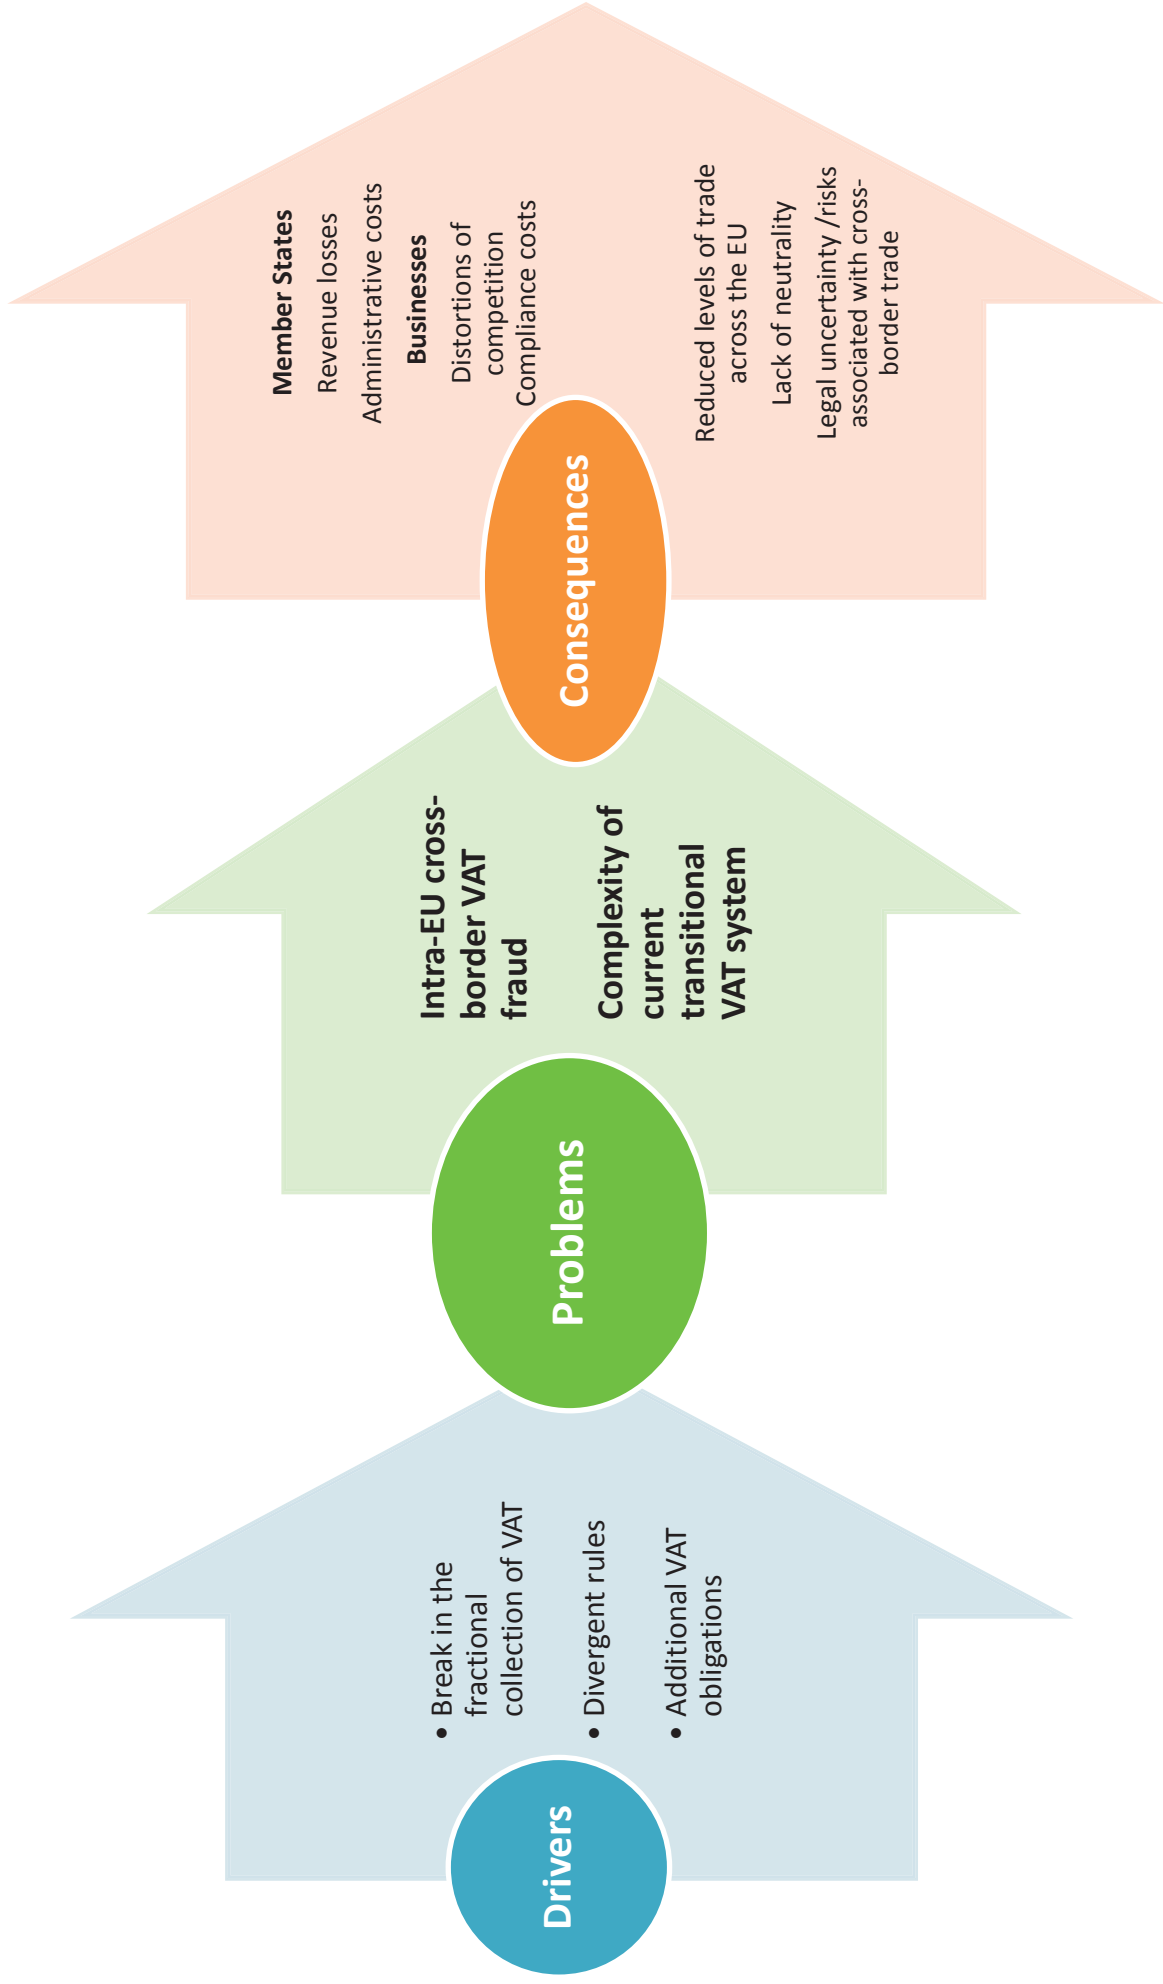 Drivers
• Break in the
fractional
collection of VAT
• Divergent rules
• Additional VAT
obligations
Problems
Intra-EU cross-
border VAT
fraud
Complexity of
current
transitional
VAT system
Consequences
Member States
Revenue losses
Administrative costs
Businesses
Distortions of
competition
Compliance costs
Reduced levels of trade
across the EU
Lack of neutrality
Legal uncertainty /risks
associated with cross-
border trade